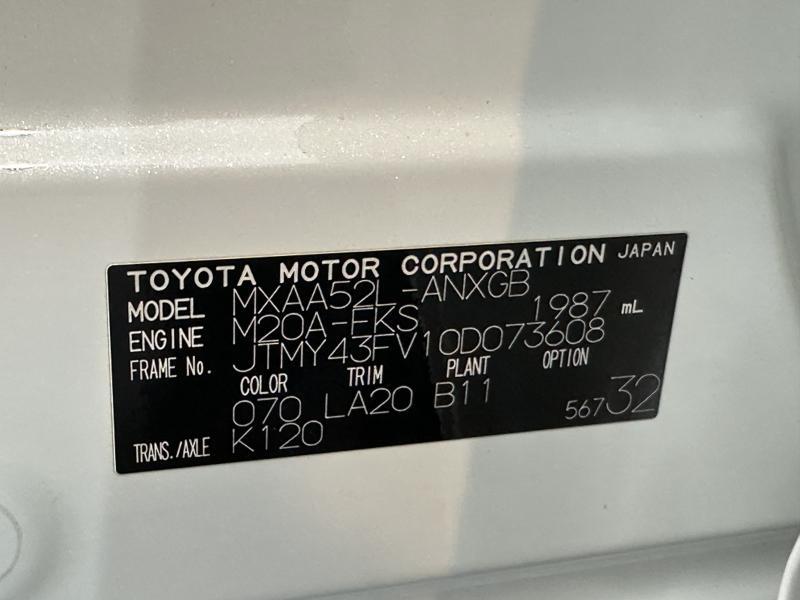 TOYOTA MOTOR CORPORATION JAPAN
MODEL MXAA52L-ANXGB
ENGINE M20A-FKS 1987 mL
FRAME No. JTMY43FV10D073608
COLOR TRIM PLANT OPTION
070 LA20 B11
TRANS./AXLE K120 56732